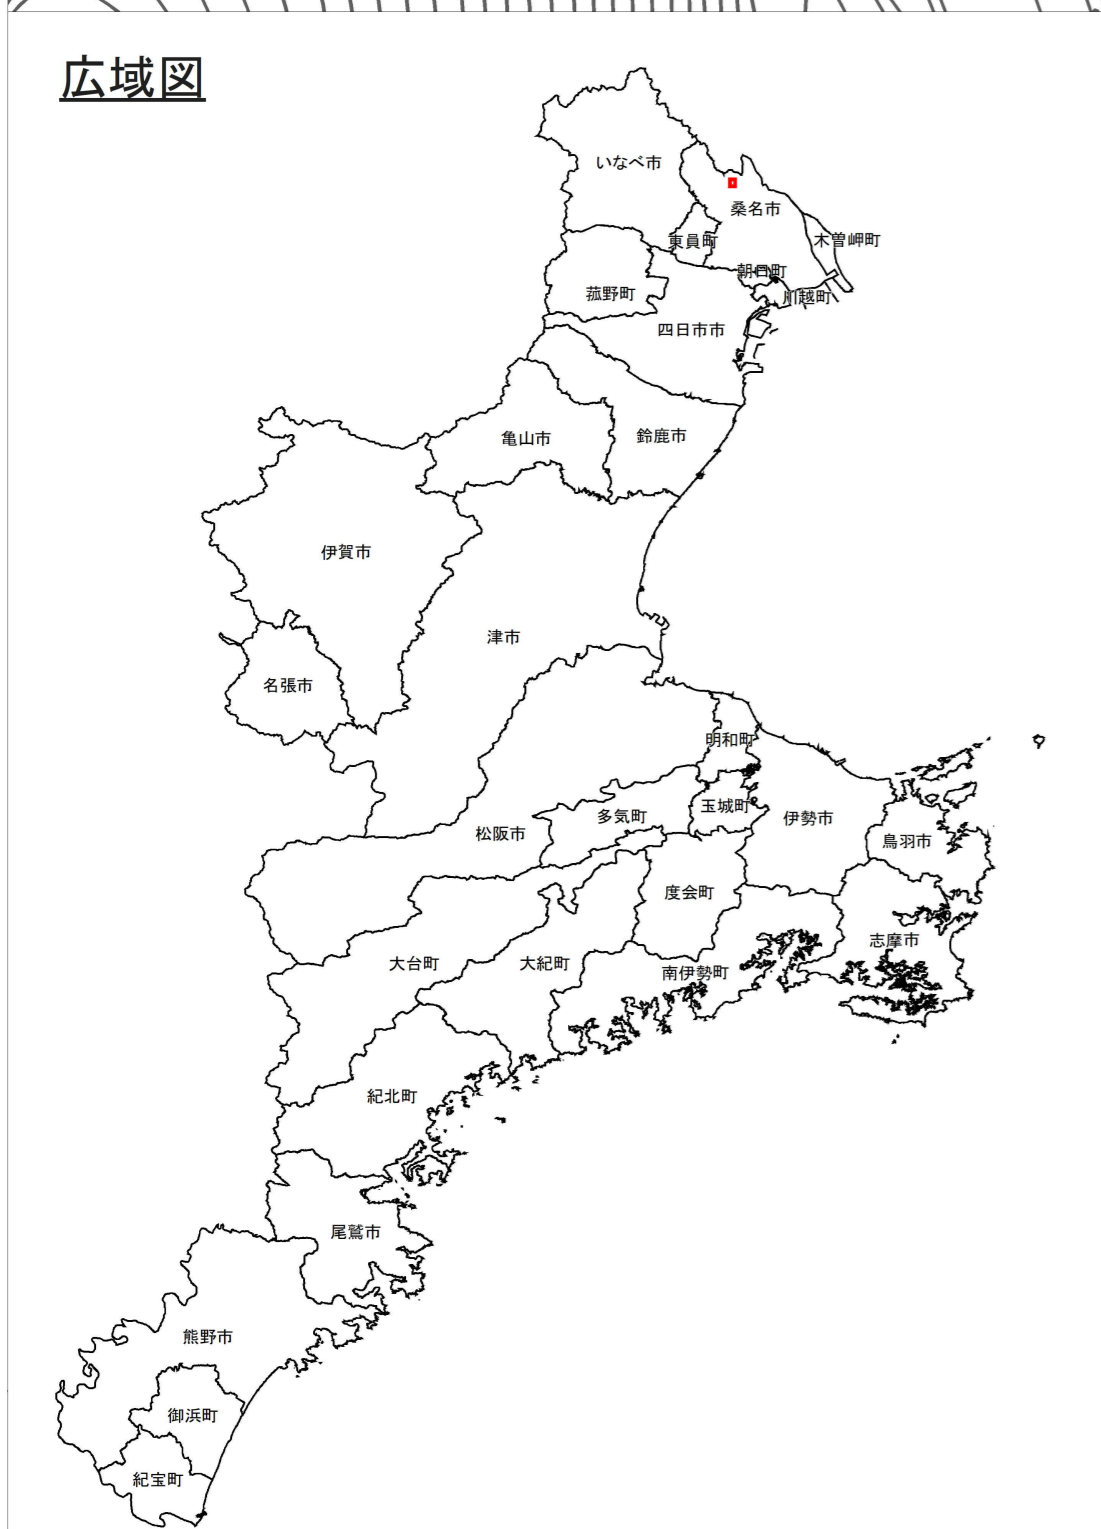 広域図
いなべ市
桑名市
東員町
木曽岬町
朝日町
菰野町
川越町
四日市市
亀山市
鈴鹿市
伊賀市
津市
名張市
明和町
玉城町
多気町
伊勢市
松阪市
鳥羽市
度会町
志摩市
大台町
大紀町
南伊勢町
紀北町
尾鷲市
熊野市
御浜町
紀宝町